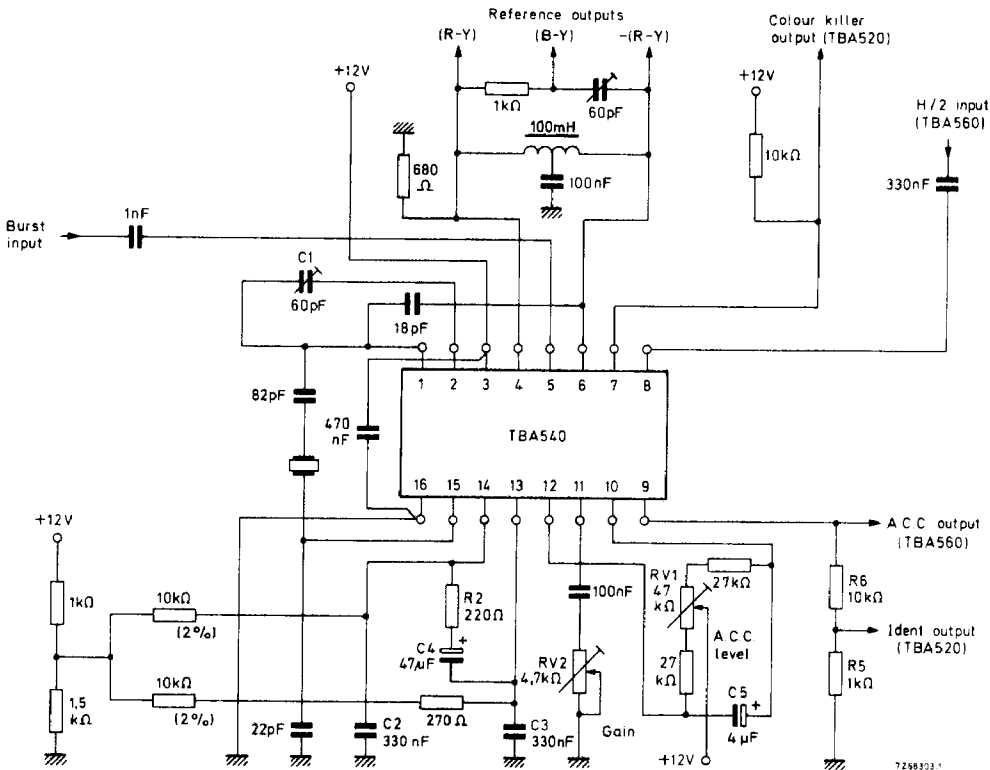 Reference outputs
(R-Y) (B-Y) -(R-Y)
Colour killer
output (TBA520)
+12V
+12V
H/2 input
(TBA560)
1kΩ
60pF
100mH
680
Ω
100nF
10kΩ
330nF
Burst
input
1nF
C1
60pF
18pF
1 2 3 4 5 6 7 8
82pF
470
nF
TBA540
16 15 14 13 12 11 10 9
+12V
A.C.C output
(TBA560)
1kΩ
10kΩ
(2%)
R2
220Ω
C4
+
47µF
100nF
RV1
47
kΩ
27kΩ
R6
10kΩ
A.C.C
level
Ident output
(TBA520)
RV2
4,7kΩ
27
kΩ
R5
1kΩ
1,5
kΩ
10kΩ
(2%)
270Ω
C5
+
4µF
22pF
C2
330nF
C3
330nF
Gain
+12V
7Z68303.1